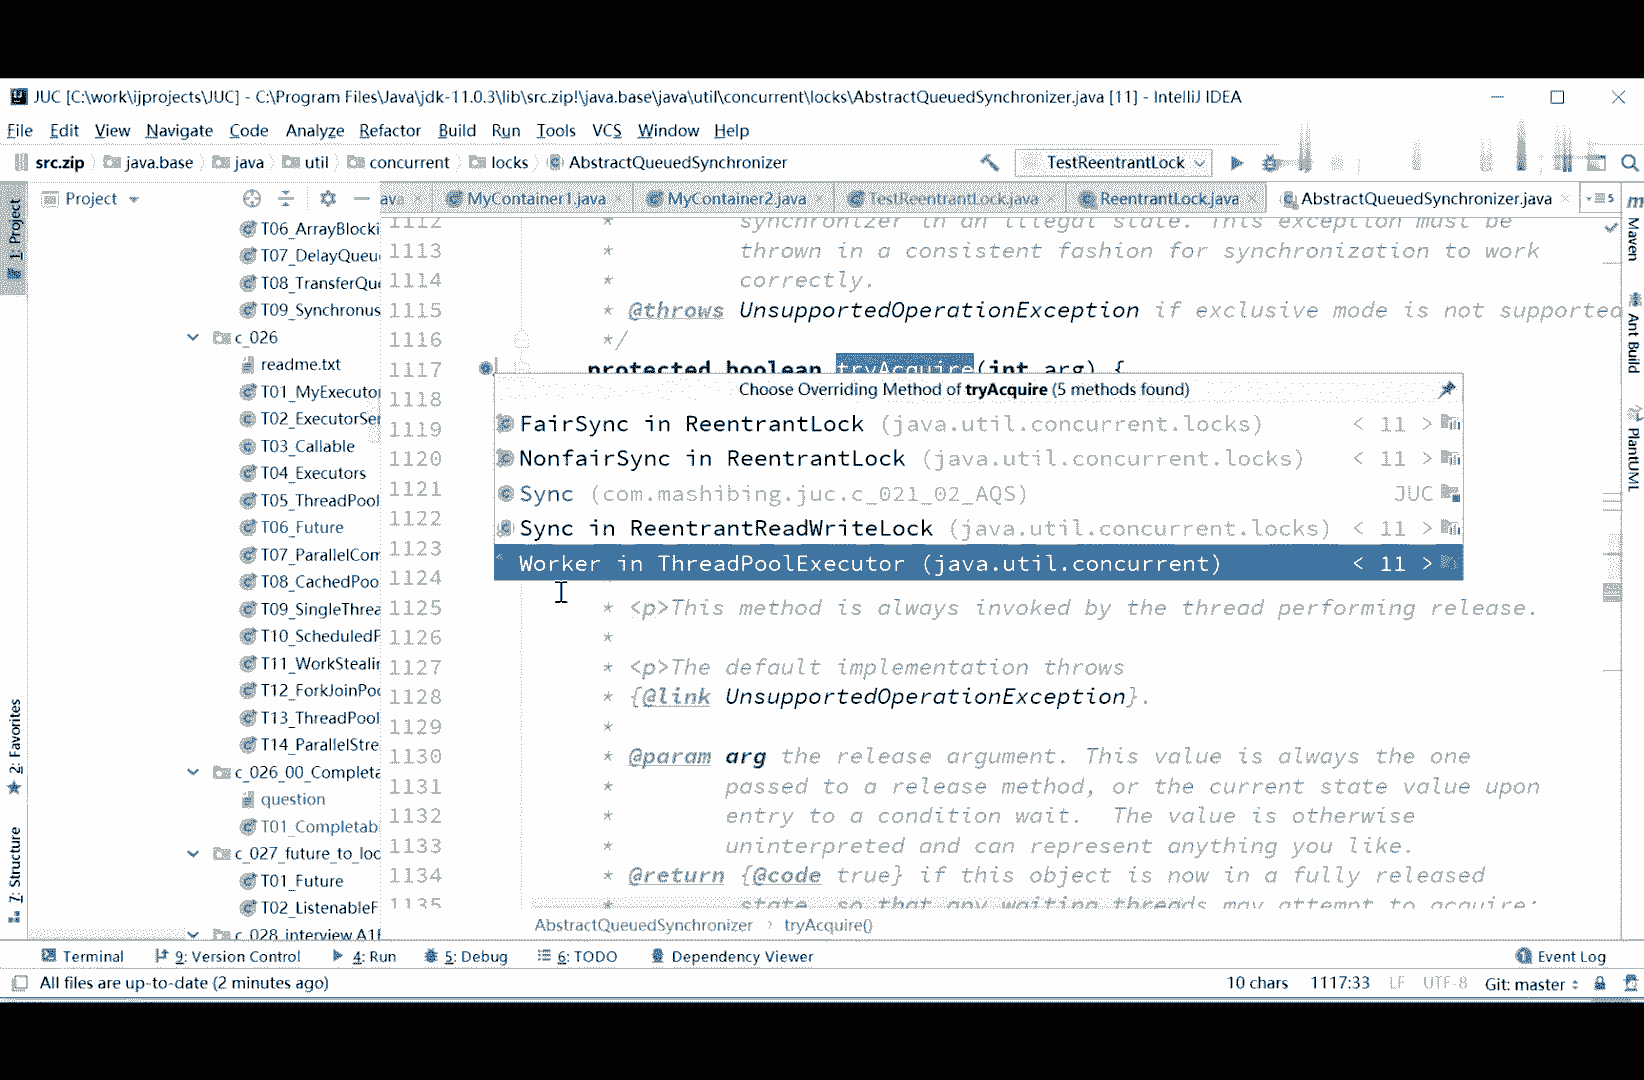 JUC [C:\work\ijprojects\JUC] - C:\Program Files\Java\jdk-11.0.3\lib\src.zip!\java.base\java\util\concurrent\locks\AbstractQueuedSynchronizer.java [11] - IntelliJ IDEA
File Edit View Navigate Code Analyze Refactor Build Run Tools VCS Window Help
src.zip java.base java util concurrent locks AbstractQueuedSynchronizer TestReentrantLock
Project ava MyContainer1.java MyContainer2.java TestReentrantLock.java ReentrantLock.java AbstractQueuedSynchronizer.java 5
1: Project
2: Favorites
7: Structure
T06_ArrayBlocki
T07_DelayQueu
T08_TransferQu
T09_Synchronus
c_026
readme.txt
T01_MyExecutor
T02_ExecutorSer
T03_Callable
T04_Executors
T05_ThreadPool
T06_Future
T07_ParallelCom
T08_CachedPoo
T09_SingleThrea
T10_ScheduledP
T11_WorkStealin
T12_ForkJoinPoo
T13_ThreadPool
T14_ParallelStre
c_026_00_Completa
question
T01_Completab
c_027_future_to_loc
T01_Future
T02_ListenableF
c_028_interview A1
1112 * synchronizer in an illegal state. This exception must be
1113 * thrown in a consistent fashion for synchronization to work
1114 * correctly.
1115 * @throws UnsupportedOperationException if exclusive mode is not supported
1116 */
1117 protected boolean tryAcquire(int arg) {
1118
1119
1120
1121
1122
1123
1124
Choose Overriding Method of tryAcquire (5 methods found)
FairSync in ReentrantLock (java.util.concurrent.locks) < 11 >
NonfairSync in ReentrantLock (java.util.concurrent.locks) < 11 >
Sync (com.mashibing.juc.c_021_02_AQS) JUC
Sync in ReentrantReadWriteLock (java.util.concurrent.locks) < 11 >
Worker in ThreadPoolExecutor (java.util.concurrent) < 11 >
1125 * <p>This method is always invoked by the thread performing release.
1126 *
1127 * <p>The default implementation throws
1128 * {@link UnsupportedOperationException}.
1129 *
1130 * @param arg the release argument. This value is always the one
1131 * passed to a release method, or the current state value upon
1132 * entry to a condition wait.  The value is otherwise
1133 * uninterpreted and can represent anything you like.
1134 * @return {@code true} if this object is now in a fully released
1135 * state, so that any waiting threads may attempt to acquire;
AbstractQueuedSynchronizer tryAcquire()
Maven
Ant Build
PlantUML
Terminal 9: Version Control 4: Run 5: Debug 6: TODO Dependency Viewer Event Log
All files are up-to-date (2 minutes ago) 10 chars 1117:33 LF UTF-8 Git: master